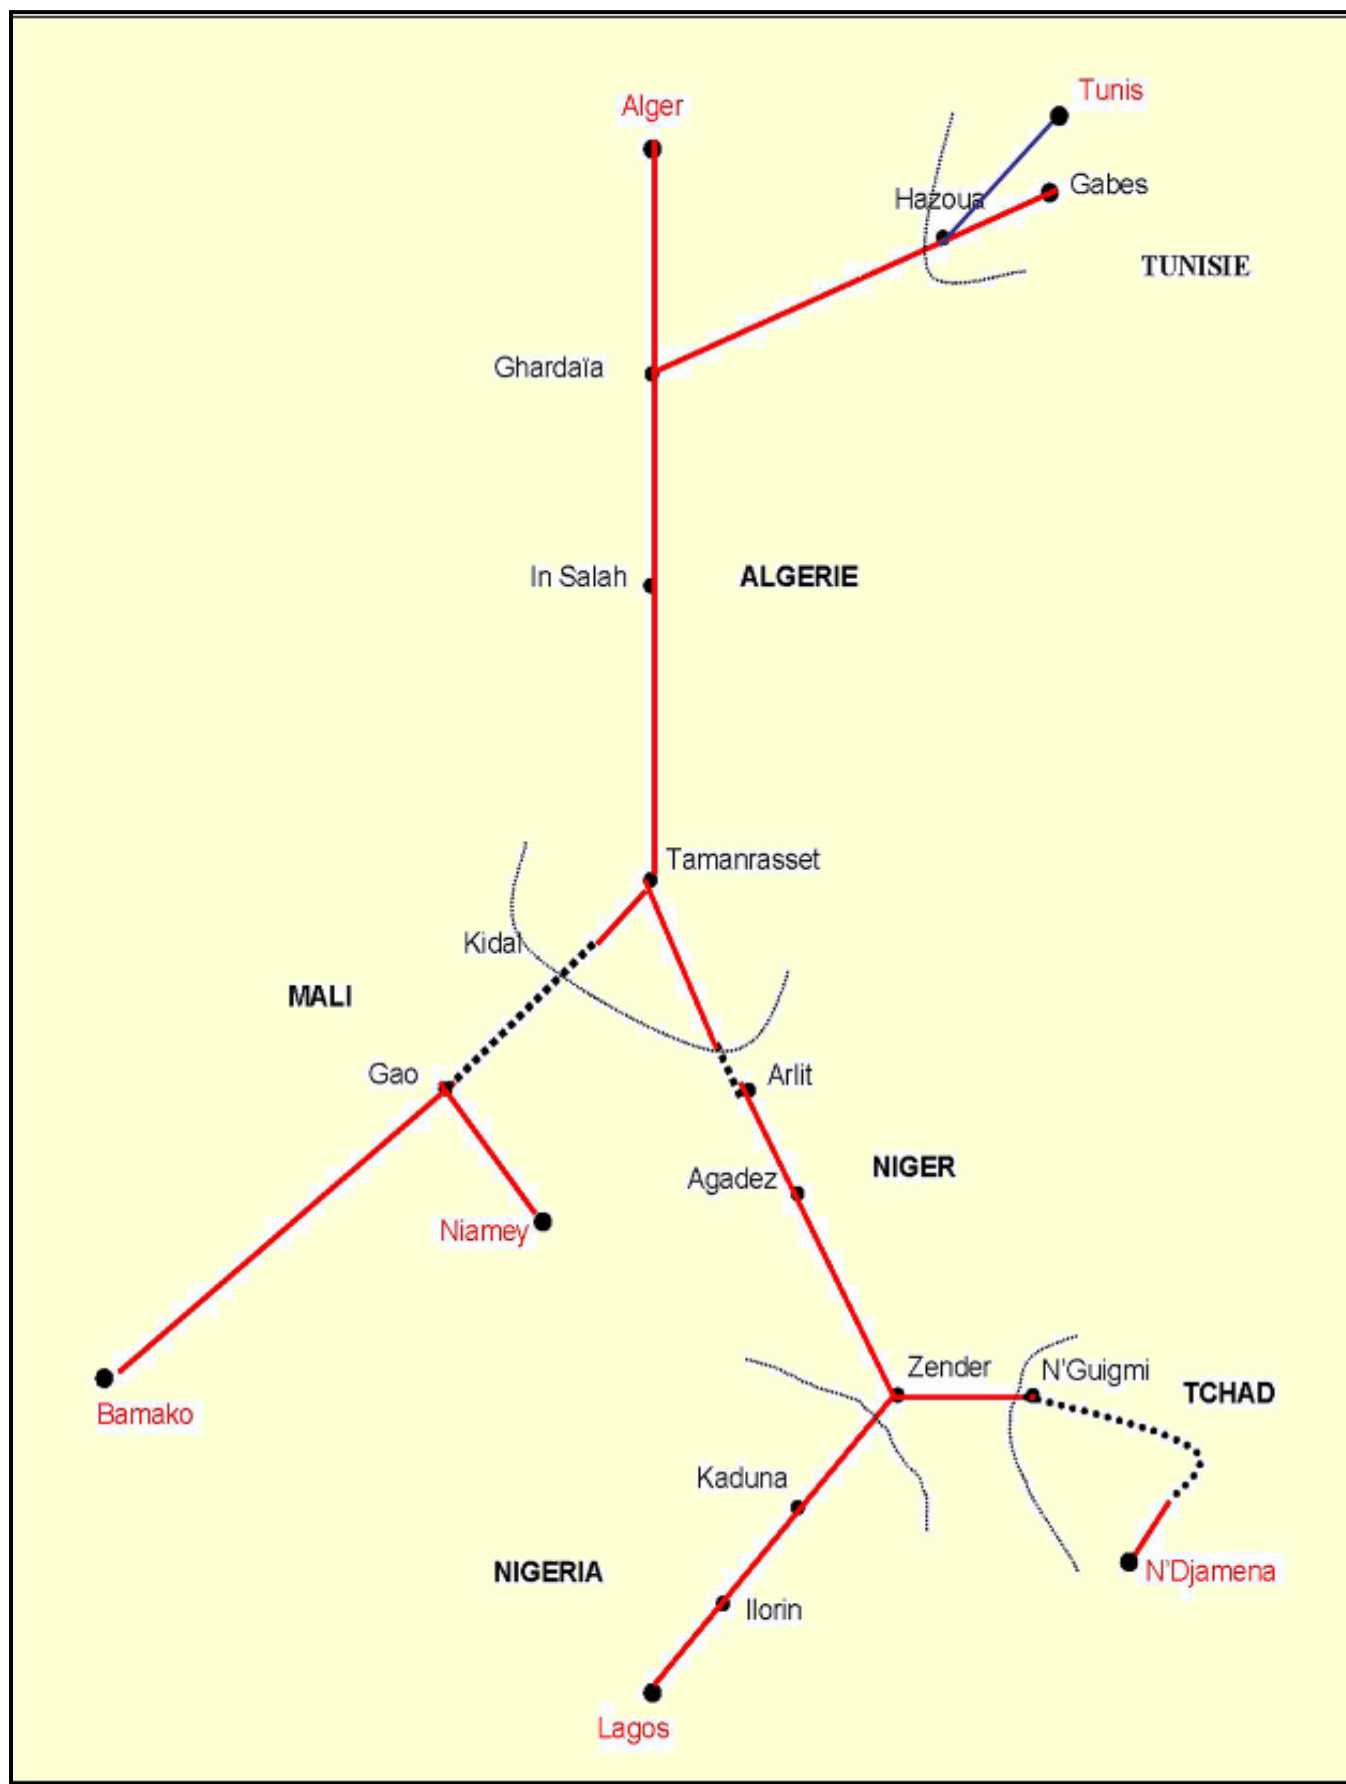 Tunis
Alger
Gabes
Hazoua
TUNISIE
Ghardaïa
In Salah
ALGERIE
Tamanrasset
Kidal
MALI
Gao
Arlit
NIGER
Agadez
Niamey
Zender
N'Guigmi
TCHAD
Bamako
Kaduna
NIGERIA
N'Djamena
Ilorin
Lagos